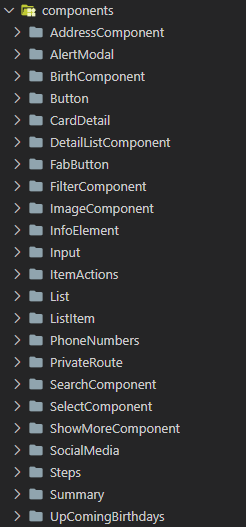 components
AddressComponent
AlertModal
BirthComponent
Button
CardDetail
DetailListComponent
FabButton
FilterComponent
ImageComponent
InfoElement
Input
ItemActions
List
ListItem
PhoneNumbers
PrivateRoute
SearchComponent
SelectComponent
ShowMoreComponent
SocialMedia
Steps
Summary
UpComingBirthdays